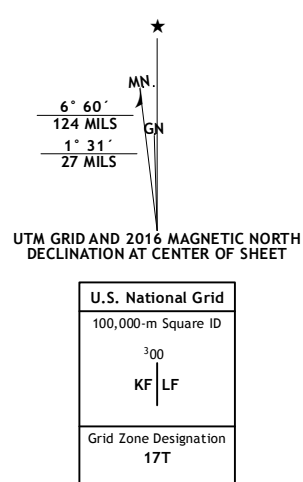 ★
MN.
6° 60´
124 MILS
GN
1° 31´
27 MILS
UTM GRID AND 2016 MAGNETIC NORTH
DECLINATION AT CENTER OF SHEET
U.S. National Grid
100,000-m Square ID
³00
KF LF
Grid Zone Designation
17T